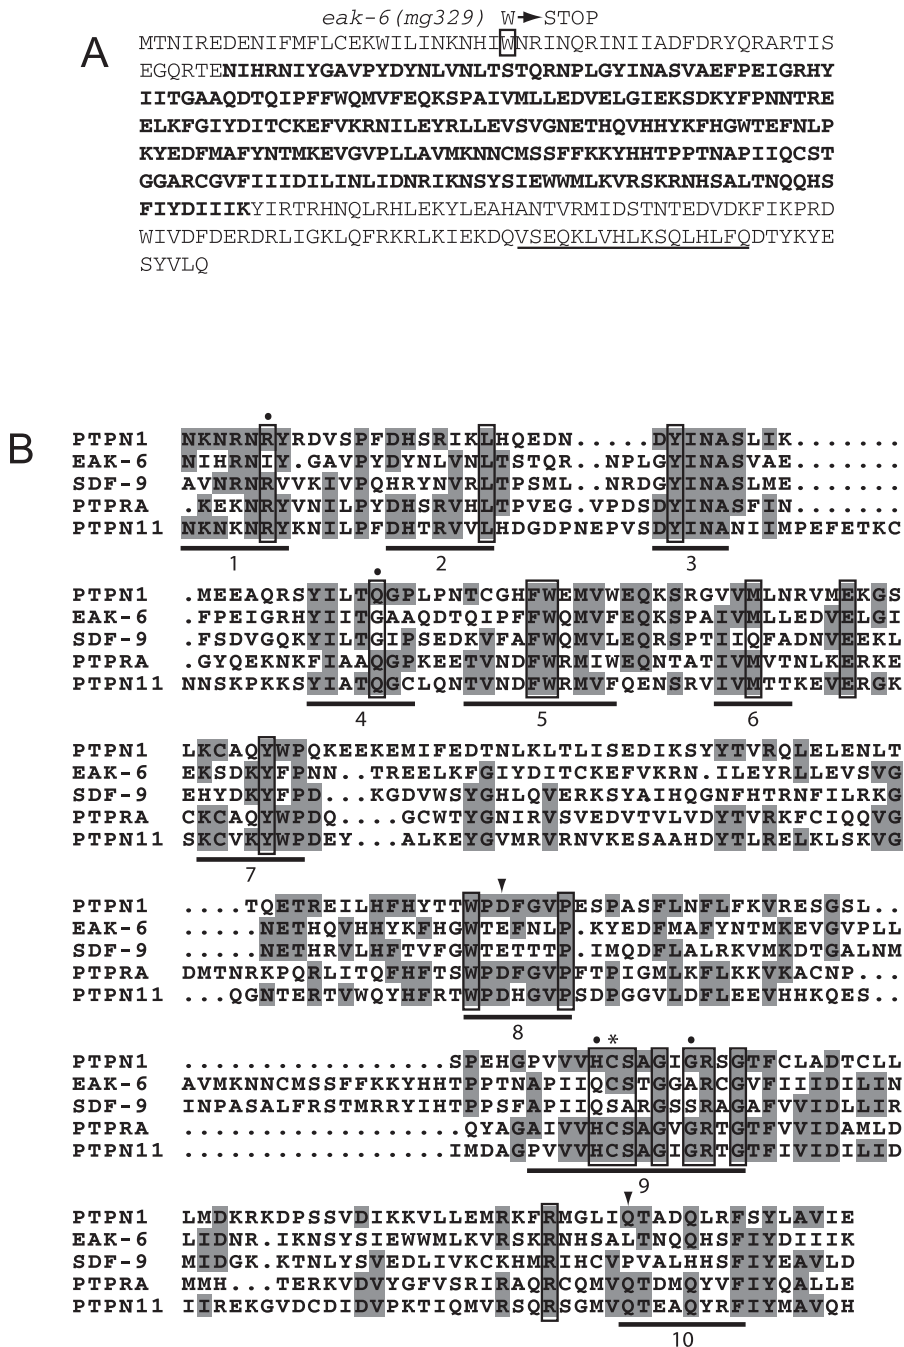 eak-6(mg329) W→STOP
A
MTNIREDENIFMFLCEKWILINKNHIWNRINQRINIIADFDRYQRARTIS
EGQRTENIHRNIYGAVPYDYNLVNLTSTQRNPLGYINASVAEFPEIGRHY
IITGAAQDTQIPFFWQMVFEQKSPAIVMLLEDVELGIEKSDKYFPNNTRE
ELKFGIYDITCKEFVKRNILEYRLLEVSVGNETHQVHHYKFHGWTEFNLP
KYEDFMAFYNTMKEVGVPLLAVMKNNCMSSFFKKYHHTPPTNAPIIQCST
GGARCGVFIIIDILINLIDNRIKNSYSIEWWMLKVRSKRNHSALTNQQHS
FIYDIIIKYIRTRHNQLRHLEKYLEAHANTVRMIDSTNTEDVDKFIKPRD
WIVDFDERDRLIGKLQFRKRLKIEKDQVSEQKLVHLKSQLHLFQDTYKYE
SYVLQ
B
•
PTPN1 NKNRNRYRDVSPFDHSRIKLHQEDN.....DYINASLIK.......
EAK-6 NIHRNIY.GAVPYDYNLVNLTSTQR..NPLGYINASVAE.......
SDF-9 AVNRNRVVKIVPQHRYNVRLTPSML..NRDGYINASLME.......
PTPRA .KEKNRYVNILPYDHSRVHLTPVEG.VPDSDYINASFIN.......
PTPN11 NKNKNRYKNILPFDHTRVVLHDGDPNEPVSDYINANIIMPEFETKC
1 2 3
•
PTPN1 .MEEAQRSYILTQGPLPNTCGHFWEMVWEQKSRGVVMLNRVMEKGS
EAK-6 .FPEIGRHYIITGAAQDTQIPFFWQMVFEQKSPAIVMLLEDVELGI
SDF-9 .FSDVGQKYILTGIPSEDKVFAFWQMVLEQRSPTIIQFADNVEEKL
PTPRA .GYQEKNKFIAAQGPKEETVNDFWRMIWEQNTATIVMVTNLKERKE
PTPN11 NNSKPKKSYIATQGCLQNTVNDFWRMVFQENSRVIVMTTKEVERGK
4 5 6
PTPN1 LKCAQYWPQKEEKEMIFEDTNLKLTLISEDIKSYYTVRQLELENLT
EAK-6 EKSDKYFPNN..TREELKFGIYDITCKEFVKRN.ILEYRLLEVSVG
SDF-9 EHYDKYFPD...KGDVWSYGHLQVERKSYAIHQGNFHTRNFILRKG
PTPRA CKCAQYWPDQ...GCWTYGNIRVSVEDVTVLVDYTVRKFCIQQVG
PTPN11 SKCVKYWPDEY...ALKEYGVMRVRNVKESAAHDYTLRELKLSKVG
7
▼
PTPN1 ....TQETREILHFHYTTWPDFGVPESPASFLNFLFKVRESGSL..
EAK-6 .....NETHQVHHYKFHGWTEFNLP.KYEDFMAFYNTMKEVGVPLL
SDF-9 .....NETHRVLHFTVFGWTETTTP.IMQDFLALRKVMKDTGALNM
PTPRA DMTNRKPQRLITQFHFTSWPDFGVPFTPIGMLKFLKKVKACNP...
PTPN11 ...QGNTERTVWQYHFRTWPDHGVPSDPGGVLDFLEEVHHKQES..
8
• * •
PTPN1 .................SPEHGPVVVHCSAGIGRSGTFCLADTCLL
EAK-6 AVMKNNCMSSFFKKYHHTPPTNAPIIQCSTGGARCGVFIIIDILIN
SDF-9 INPASALFRSTMRRYIHTPPSFAPIIQSARGSSRAGAFVVIDLLIR
PTPRA ..................QYAGAIVVHCSAGVGRTGTFVVIDAMLD
PTPN11 .................IMDAGPVVVHCSAGIGRTGTFIVIDILID
9
▼
PTPN1 LMDKRKDPSSVDIKKVLLEMRKFRMGLIQTADQLRFSYLAVIE
EAK-6 LIDNR.IKNSYSIEWWMLKVRSKRNHSALTNQQHSFIYDIIIK
SDF-9 MIDGK.KTNLYSVEDLIVKCKHMRIHCVPVALHHSFIYEAVLD
PTPRA MMH...TERKVDVYGFVSRIRAQRCQMVQTDMQYVFIYQALLE
PTPN11 IIREKGVDCDIDVPKTIQMVRSQRSGMVQTEAQYRFIYMAVQH
10